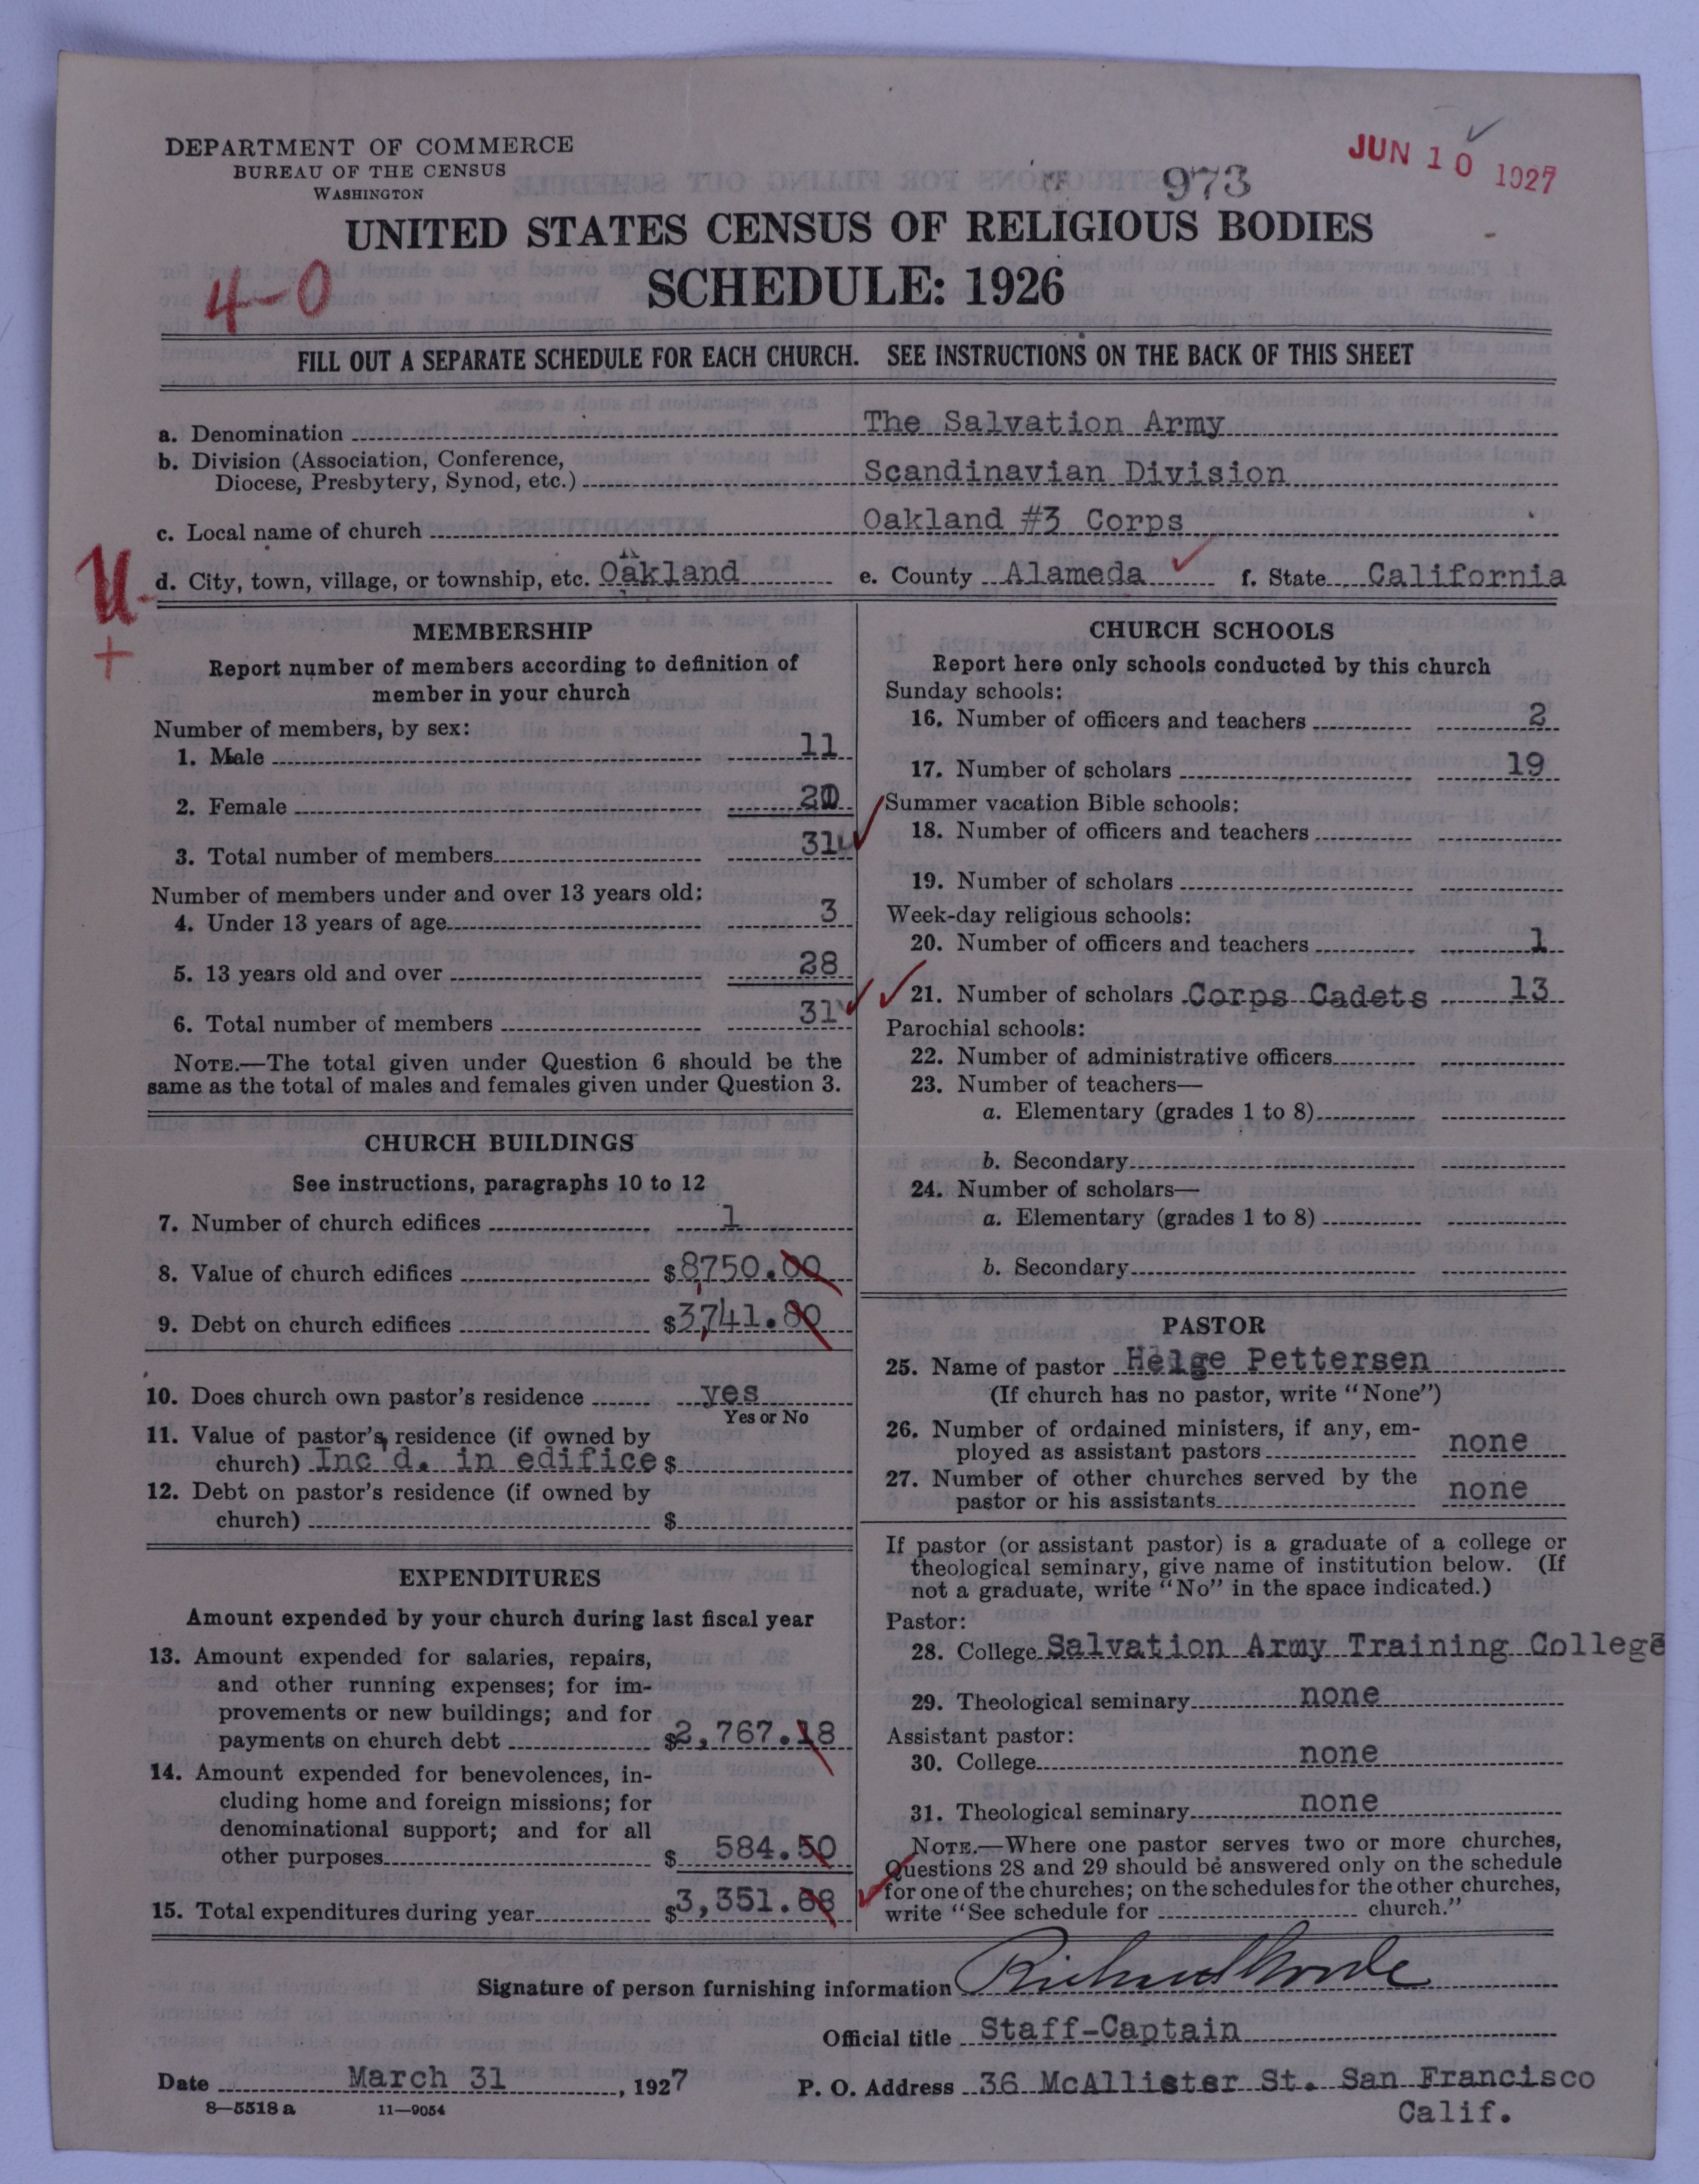 DEPARTMENT OF COMMERCE
BUREAU OF THE CENSUS
WASHINGTON
973
JUN 10 1927
UNITED STATES CENSUS OF RELIGIOUS BODIES
4-0
SCHEDULE: 1926
FILL OUT A SEPARATE SCHEDULE FOR EACH CHURCH. SEE INSTRUCTIONS ON THE BACK OF THIS SHEET
a. Denomination The Salvation Army
b. Division (Association, Conference,
Diocese, Presbytery, Synod, etc.) Scandinavian Division
c. Local name of church Oakland #3 Corps
U
d. City, town, village, or township, etc. Oakland e. County Alameda f. State California
+
MEMBERSHIP
Report number of members according to definition of
member in your church
Number of members, by sex:
1. Male 11
2. Female 20
3. Total number of members 31
Number of members under and over 13 years old:
4. Under 13 years of age 3
5. 13 years old and over 28
6. Total number of members 31
NOTE.—The total given under Question 6 should be the
same as the total of males and females given under Question 3.
CHURCH BUILDINGS
See instructions, paragraphs 10 to 12
7. Number of church edifices 1
8. Value of church edifices $8,750.00
9. Debt on church edifices $3,741.80
10. Does church own pastor's residence yes
Yes or No
11. Value of pastor's residence (if owned by
church) Inc d. in edifice $
12. Debt on pastor's residence (if owned by
church) $
EXPENDITURES
Amount expended by your church during last fiscal year
13. Amount expended for salaries, repairs,
and other running expenses; for im-
provements or new buildings; and for
payments on church debt $2,767.18
14. Amount expended for benevolences, in-
cluding home and foreign missions; for
denominational support; and for all
other purposes $ 584.50
15. Total expenditures during year $3,351.68
CHURCH SCHOOLS
Report here only schools conducted by this church
Sunday schools:
16. Number of officers and teachers 2
17. Number of scholars 19
Summer vacation Bible schools:
18. Number of officers and teachers
19. Number of scholars
Week-day religious schools:
20. Number of officers and teachers 1
21. Number of scholars Corps Cadets 13
Parochial schools:
22. Number of administrative officers
23. Number of teachers—
a. Elementary (grades 1 to 8)
b. Secondary
24. Number of scholars—
a. Elementary (grades 1 to 8)
b. Secondary
PASTOR
25. Name of pastor Helge Pettersen
(If church has no pastor, write "None")
26. Number of ordained ministers, if any, em-
ployed as assistant pastors none
27. Number of other churches served by the
pastor or his assistants none
If pastor (or assistant pastor) is a graduate of a college or
theological seminary, give name of institution below. (If
not a graduate, write "No" in the space indicated.)
Pastor:
28. College Salvation Army Training College
29. Theological seminary none
Assistant pastor:
30. College none
31. Theological seminary none
NOTE.—Where one pastor serves two or more churches,
Questions 28 and 29 should be answered only on the schedule
for one of the churches; on the schedules for the other churches,
write "See schedule for church."
Signature of person furnishing information
Official title Staff-Captain
Date March 31, 1927 P. O. Address 36 McAllister St. San Francisco
Calif.
8—5518 a 11—9054